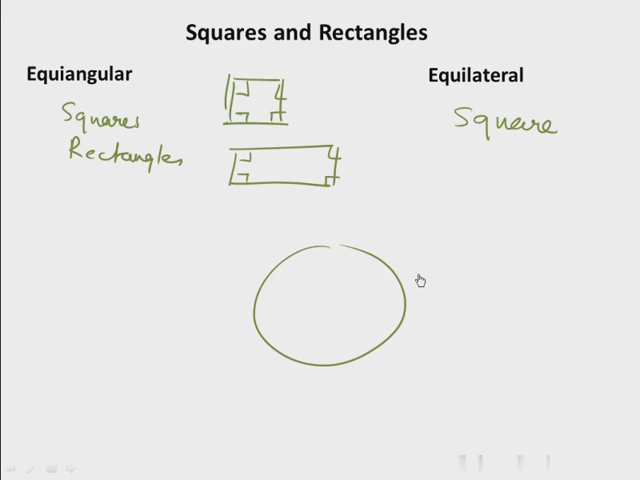 Squares and Rectangles
Equiangular
Equilateral
Squares
Square
Rectangles